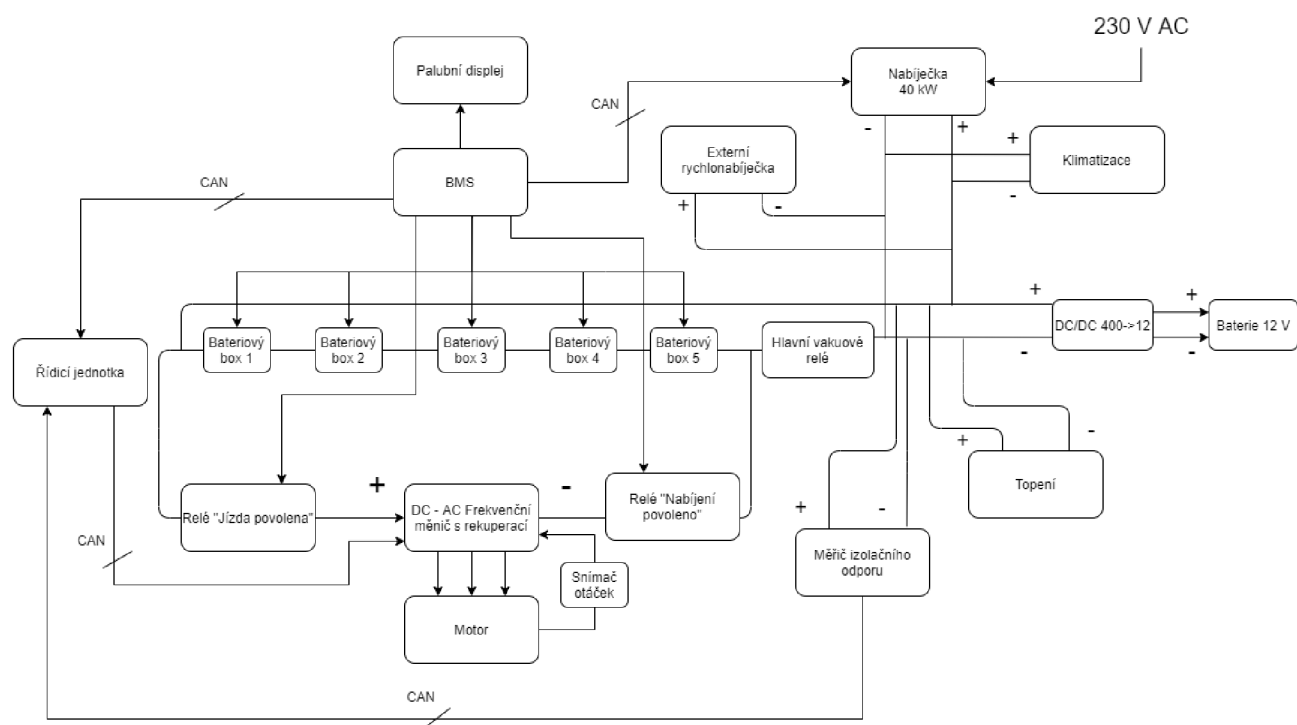 230 V AC
Palubní displej
Nabíječka
40 kW
CAN
-
+
Externí
rychlonabíječka
+
Klimatizace
-
BMS
CAN
+
-
+
+
DC/DC 400->12
Baterie 12 V
-
-
Bateriový
box 1
Bateriový
box 2
Bateriový
box 3
Bateriový
box 4
Bateriový
box 5
Hlavní vakuové
relé
Řídicí jednotka
+
-
Topení
Relé "Jízda povolena"
+
DC - AC Frekvenční
měnič s rekuperací
-
Relé "Nabíjení
povoleno"
+
-
Měřič izolačního
odporu
CAN
Snímač
otáček
Motor
CAN